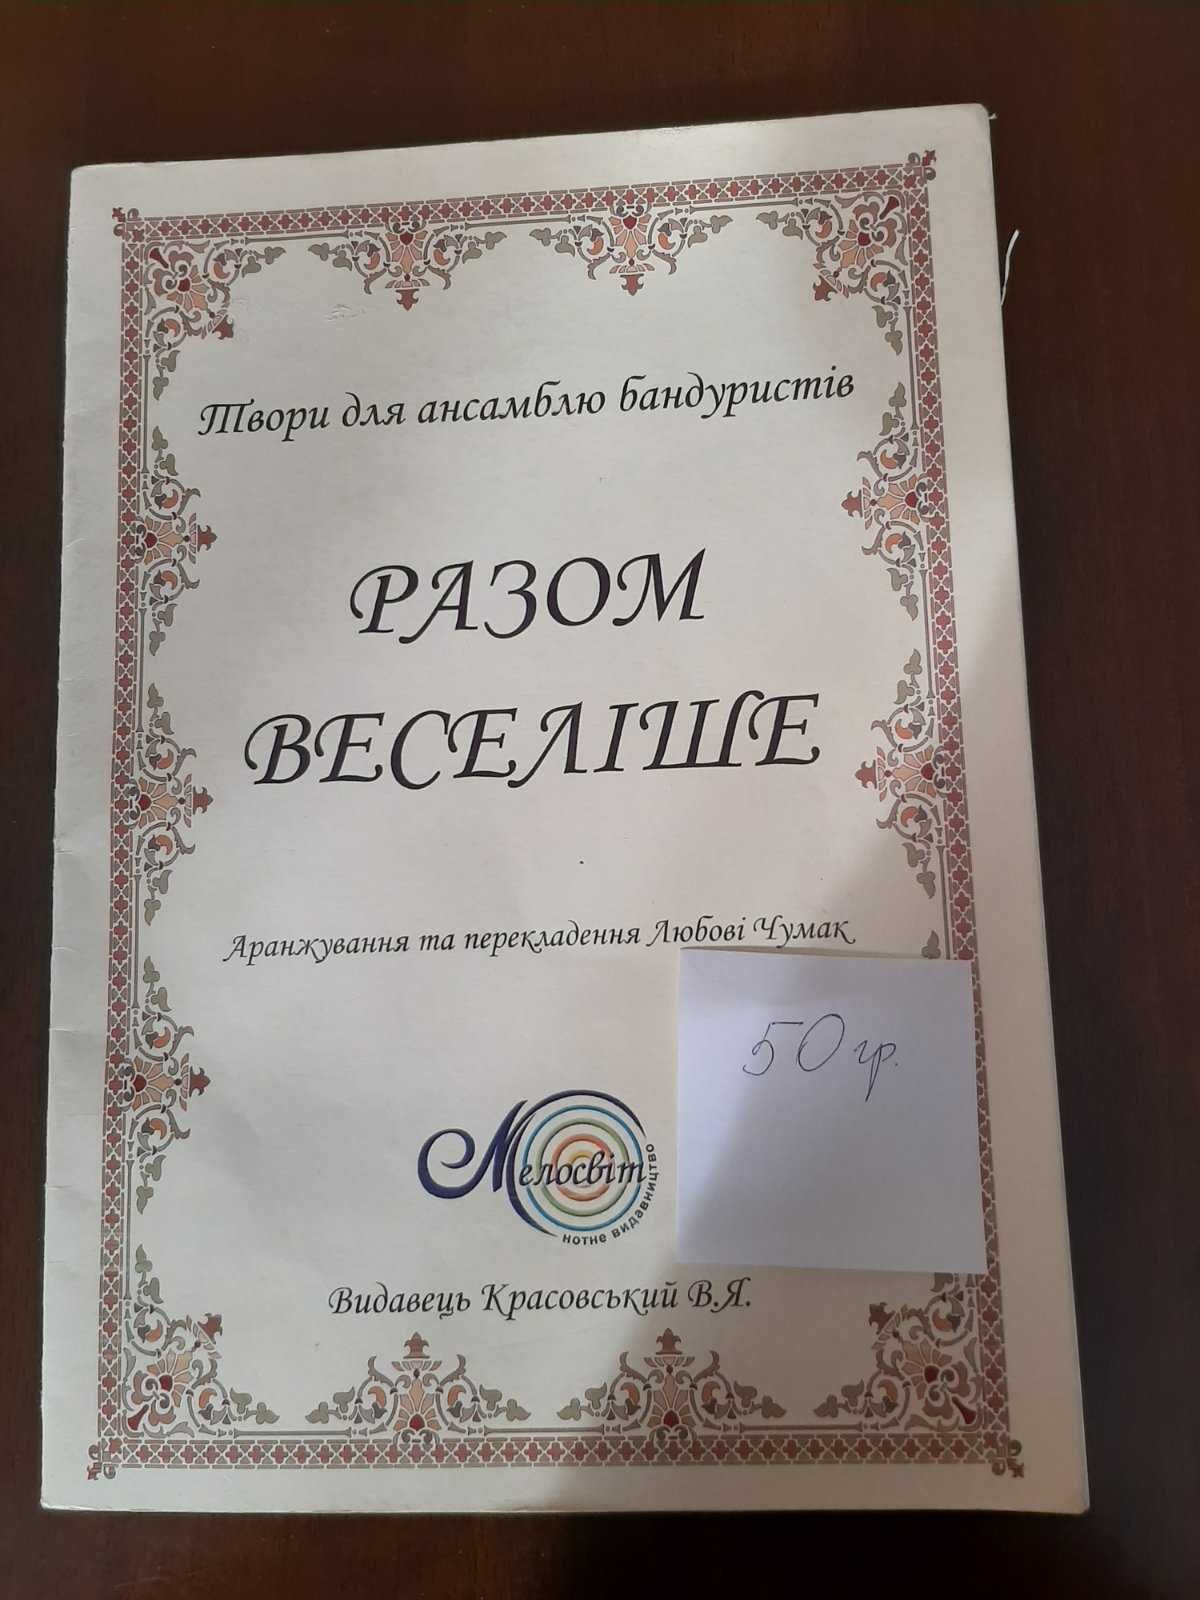 Твори для ансамблю бандуристів
РАЗОМ
ВЕСЕЛІШЕ
Аранжування та перекладення Любові Чумак
50 гр.
Мелосвіт
нотне видавництво
Видавець Красовський В.Я.